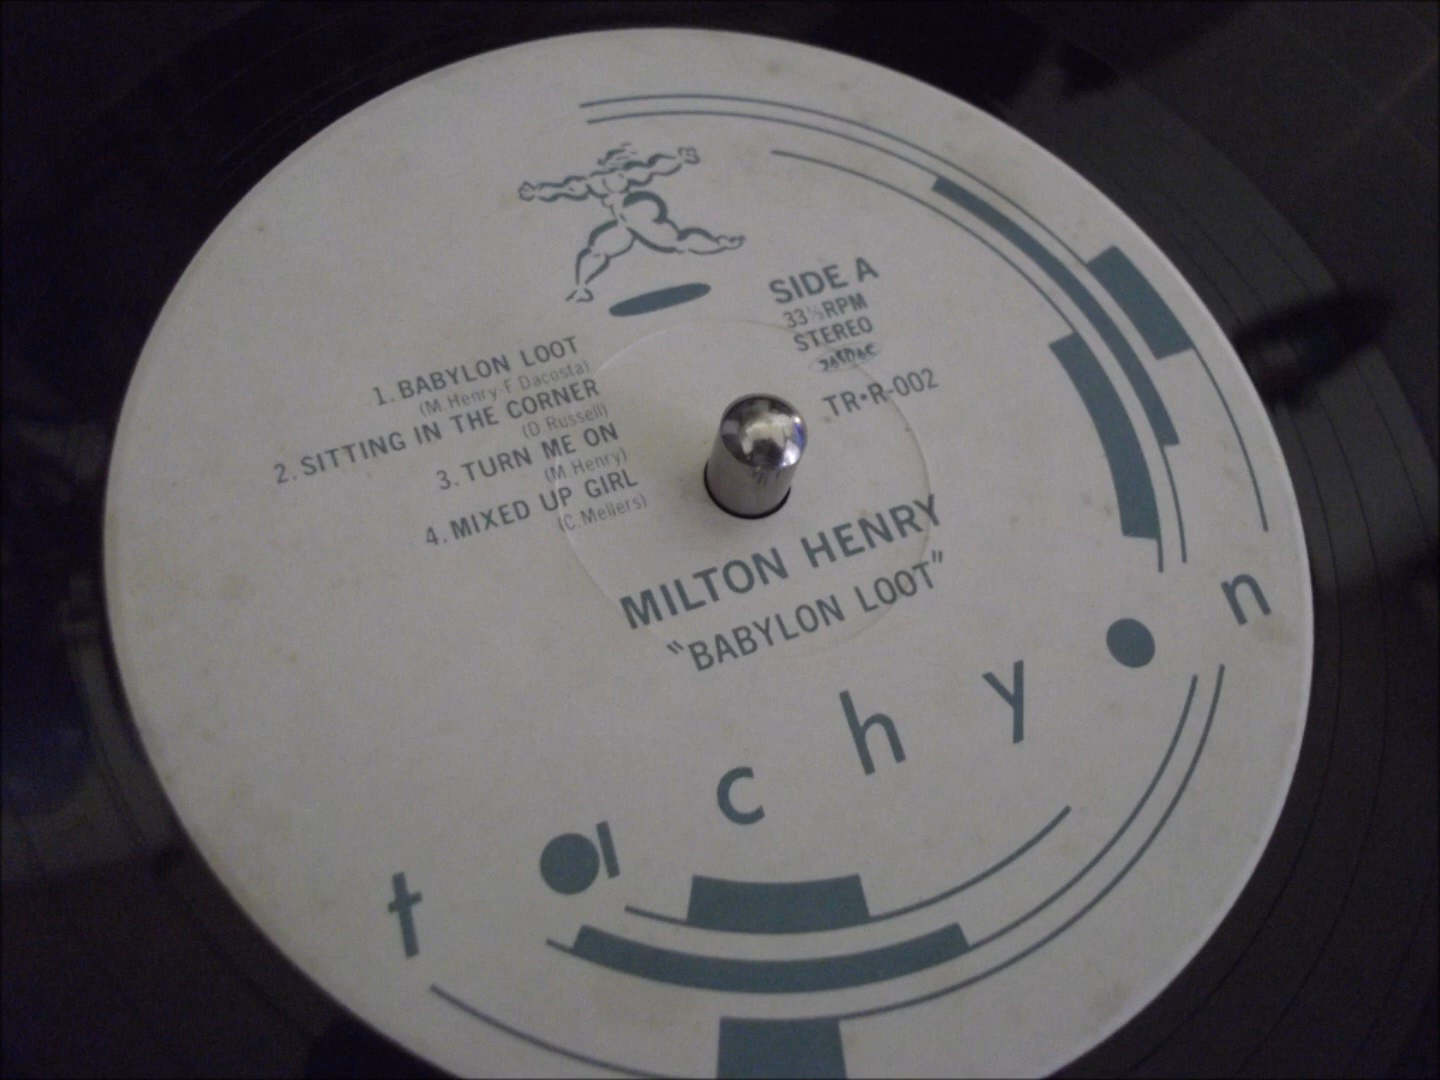 SIDE A
33⅓RPM
STEREO
TR•R-002
1. BABYLON LOOT
(M.Henry-F.Dacosta)
2. SITTING IN THE CORNER
(D.Russell)
3. TURN ME ON
(M.Henry)
4. MIXED UP GIRL
(C.Mellers)
MILTON HENRY
“BABYLON LOOT”
tachyon